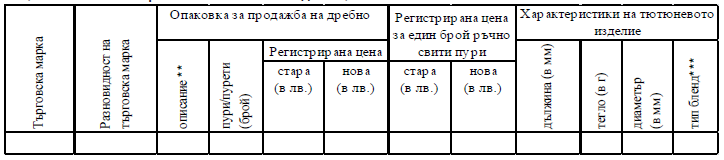 Търговска марка
Разновидност на
търговска марка
Опаковка за продажба на дребно
описание **
пури/пурети
(брой)
Регистрирана цена
стара
(в лв.)
нова
(в лв.)
Регистрирана цена
за един брой ръчно
свити пури
стара
(в лв.)
нова
(в лв.)
Характеристики на тютюневото
изделие
дължина (в мм)
тегло (в г)
диаметър
(в мм)
тип бленд***